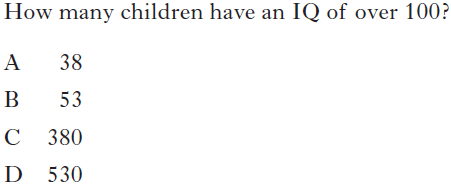 How many children have an IQ of over 100?
A 38
B 53
C 380
D 530